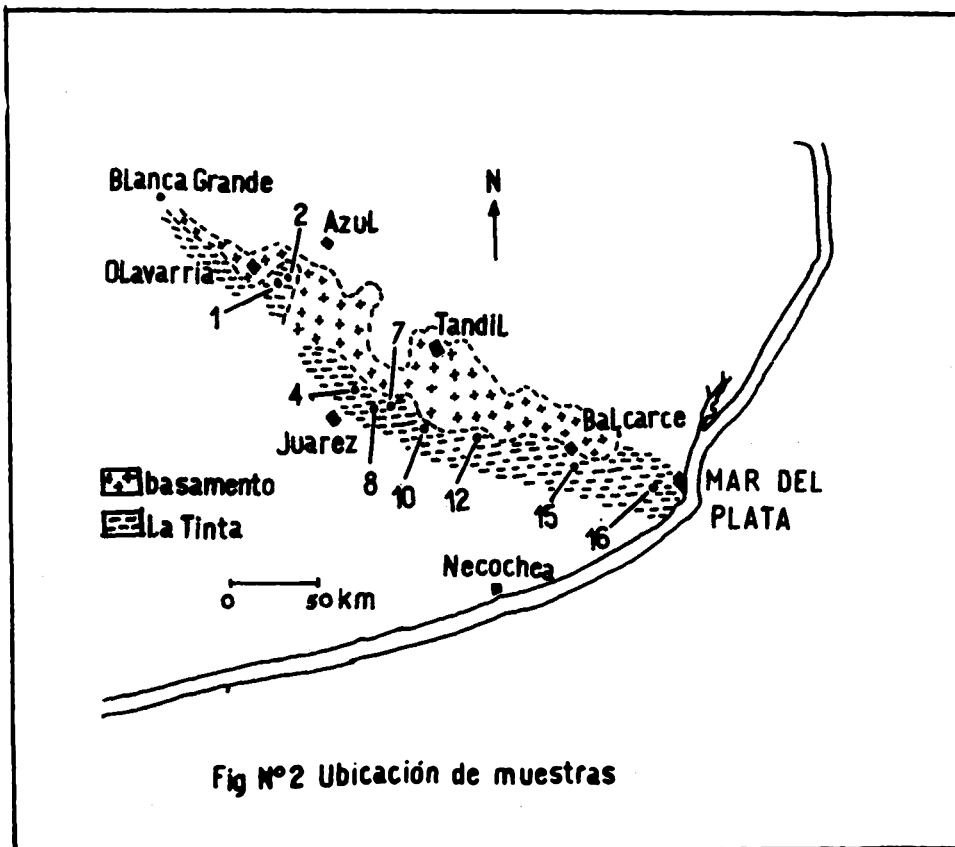 Blanca Grande
2
Azul
N
Olavarria
1
7
Tandil
4
Juarez
8
10
12
Balcarce
15
16
MAR DEL
PLATA
basamento
La Tinta
Necochea
0 50 km
Fig Nº2 Ubicación de muestras